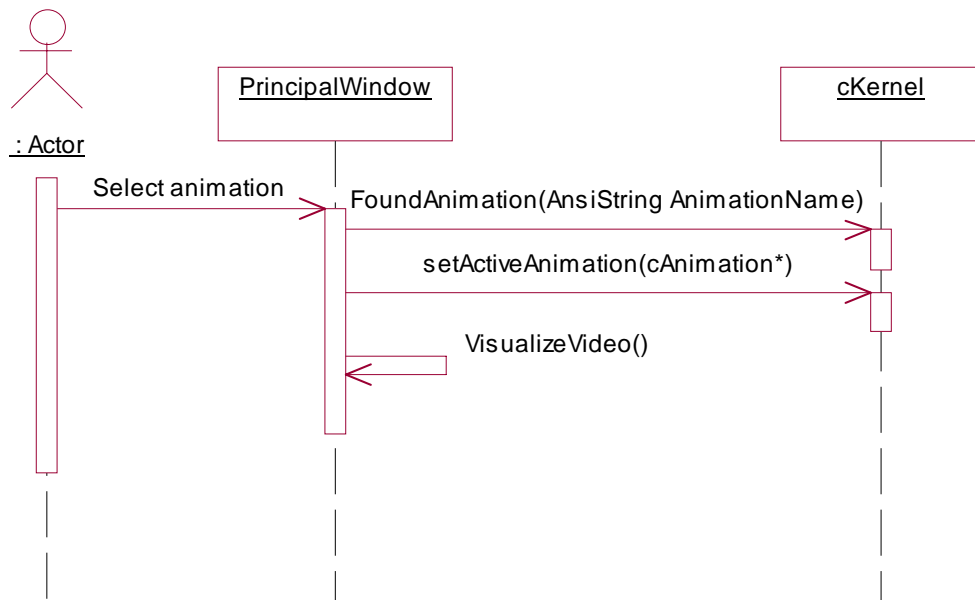 PrincipalWindow
cKernel
: Actor
Select animation
FoundAnimation(AnsiString AnimationName)
setActiveAnimation(cAnimation*)
VisualizeVideo()